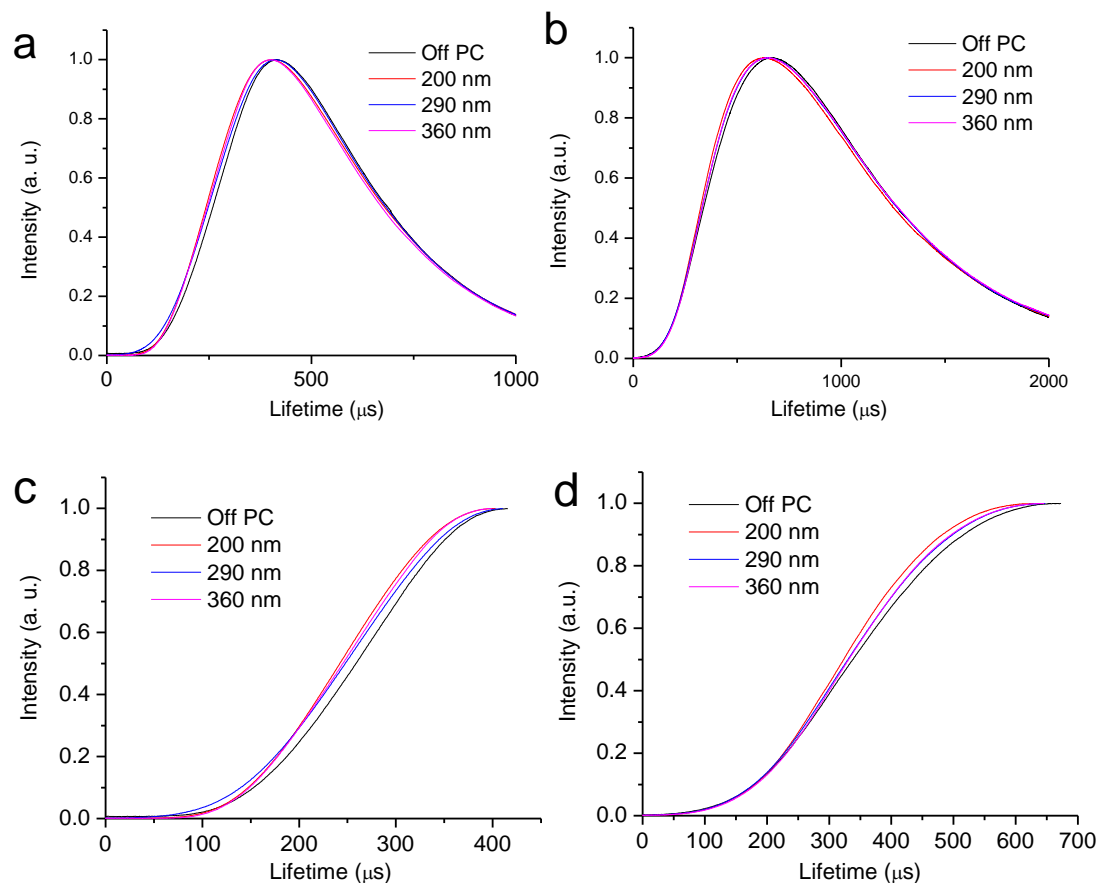 a
Off PC
200 nm
290 nm
360 nm
1.0
0.8
0.6
0.4
0.2
0.0
Intensity (a. u.)
0
500
1000
Lifetime (μs)
b
Off PC
200 nm
290 nm
360 nm
1.0
0.8
0.6
0.4
0.2
0.0
Intensity (a.u.)
0
1000
2000
Lifetime (μs)
c
Off PC
200 nm
290 nm
360 nm
1.0
0.8
0.6
0.4
0.2
0.0
Intensity (a. u.)
0
100
200
300
400
Lifetime (μs)
d
Off PC
200 nm
290 nm
360 nm
1.0
0.8
0.6
0.4
0.2
0.0
Intensity (a.u.)
0
100
200
300
400
500
600
700
Lifetime (μs)